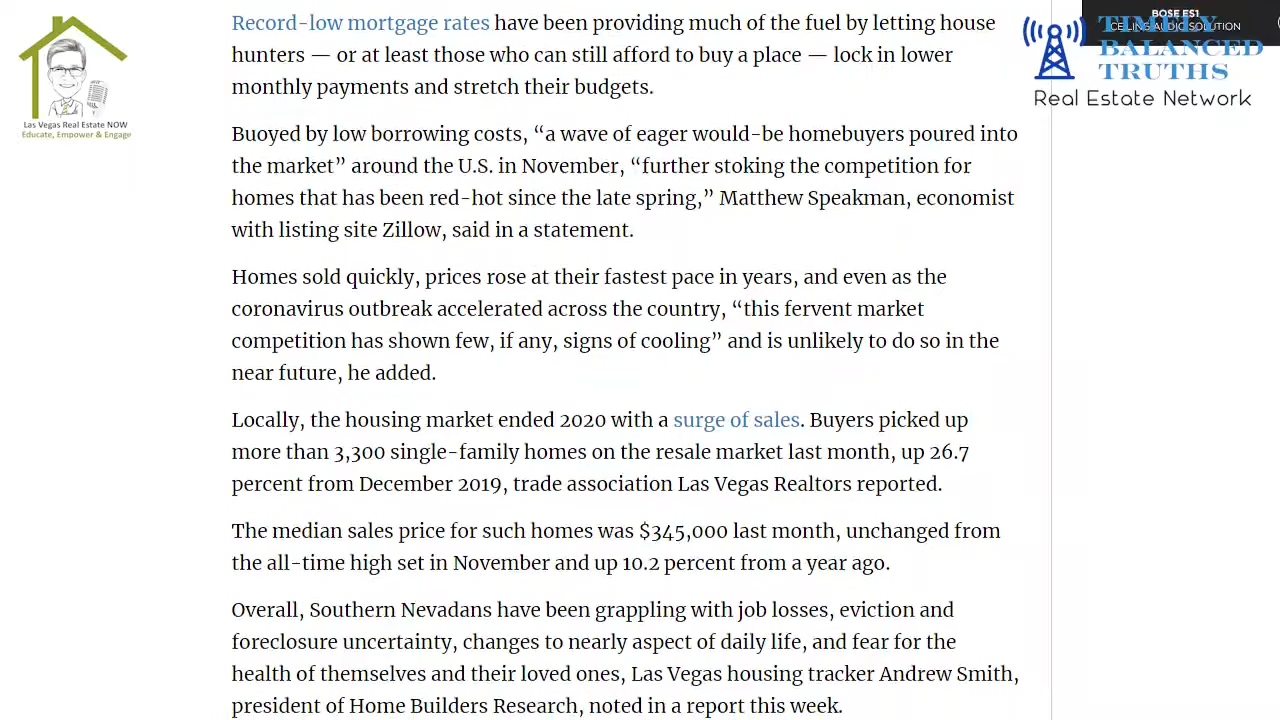 Record-low mortgage rates have been providing much of the fuel by letting house
hunters — or at least those who can still afford to buy a place — lock in lower
monthly payments and stretch their budgets.
Buoyed by low borrowing costs, “a wave of eager would-be homebuyers poured into
the market” around the U.S. in November, “further stoking the competition for
homes that has been red-hot since the late spring,” Matthew Speakman, economist
with listing site Zillow, said in a statement.
Homes sold quickly, prices rose at their fastest pace in years, and even as the
coronavirus outbreak accelerated across the country, “this fervent market
competition has shown few, if any, signs of cooling” and is unlikely to do so in the
near future, he added.
Locally, the housing market ended 2020 with a surge of sales. Buyers picked up
more than 3,300 single-family homes on the resale market last month, up 26.7
percent from December 2019, trade association Las Vegas Realtors reported.
The median sales price for such homes was $345,000 last month, unchanged from
the all-time high set in November and up 10.2 percent from a year ago.
Overall, Southern Nevadans have been grappling with job losses, eviction and
foreclosure uncertainty, changes to nearly aspect of daily life, and fear for the
health of themselves and their loved ones, Las Vegas housing tracker Andrew Smith,
president of Home Builders Research, noted in a report this week.
Las Vegas Real Estate NOW
Educate, Empower & Engage
BOSE ES1
CEILING AUDIO SOLUTION
TIMELY
BALANCED
TRUTHS
Real Estate Network